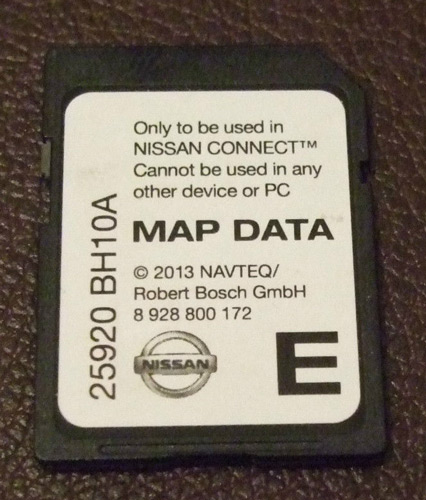 Only to be used in
NISSAN CONNECT™
Cannot be used in any
other device or PC
MAP DATA
© 2013 NAVTEQ/
Robert Bosch GmbH
8 928 800 172
25920 BH10A
NISSAN
E